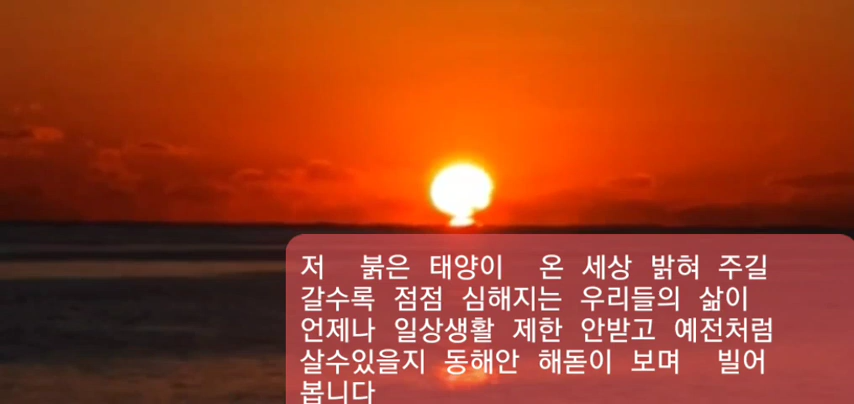 저 붉은 태양이 온 세상 밝혀 주길
갈수록 점점 심해지는 우리들의 삶이
언제나 일상생활 제한 안받고 예전처럼
살수있을지 동해안 해돋이 보며 빌어
봅니다